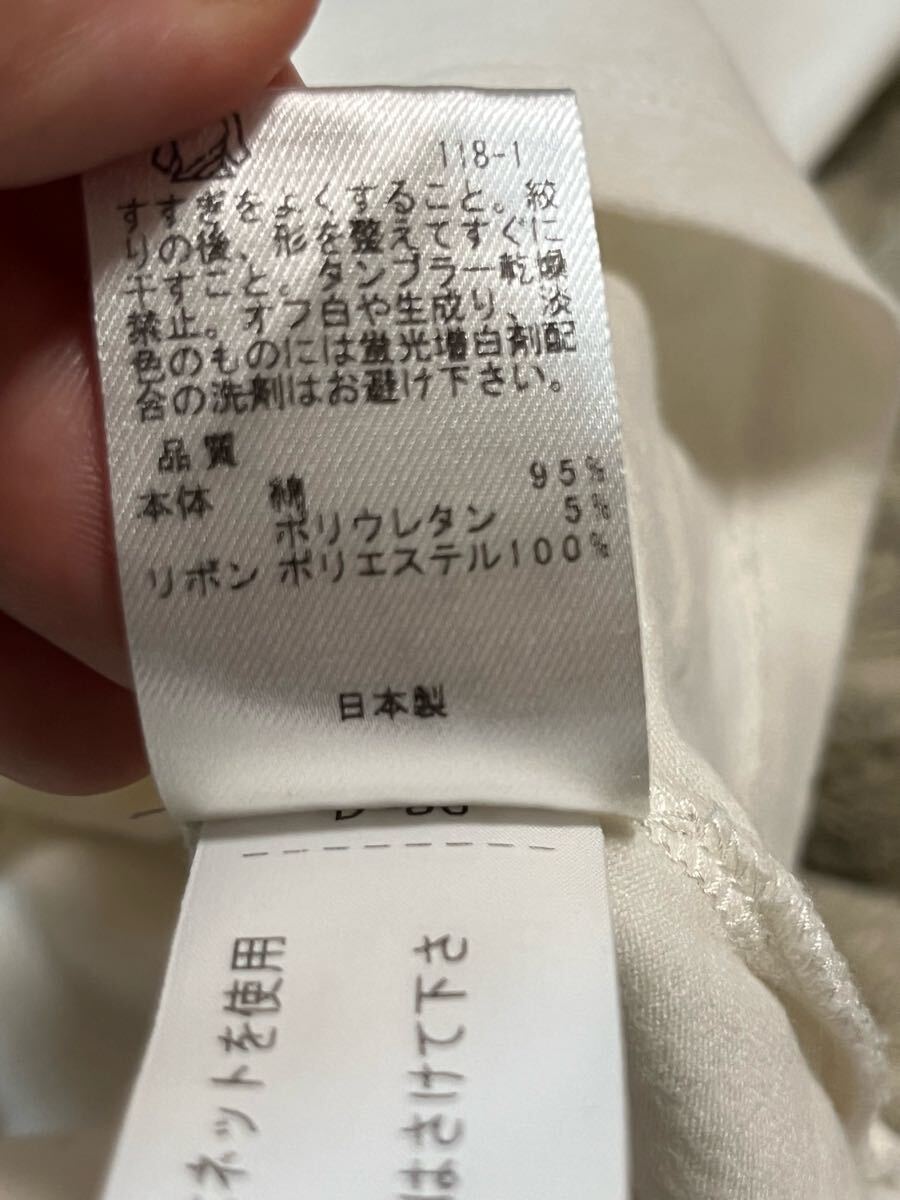 118-1
すすぎをよくすること。絞
りの後、形を整えてすぐに
干すこと。タンブラー乾燥
禁止。オフ白や生成り、淡
色のものには蛍光増白剤配
合の洗剤はお避け下さい。
品質
本体 綿 95%
ポリウレタン 5%
リボン ポリエステル100%
日本製
はさけて下さ
ネットを使用